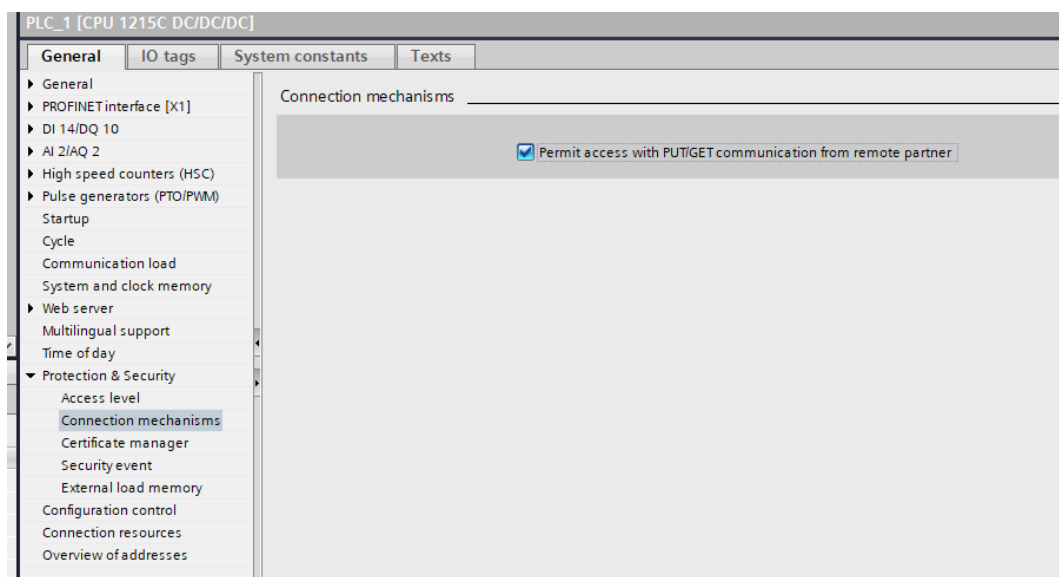 PLC_1 [CPU 1215C DC/DC/DC]
General IO tags System constants Texts
General
PROFINET interface [X1]
DI 14/DQ 10
AI 2/AQ 2
High speed counters (HSC)
Pulse generators (PTO/PWM)
Startup
Cycle
Communication load
System and clock memory
Web server
Multilingual support
Time of day
Protection & Security
Access level
Connection mechanisms
Certificate manager
Security event
External load memory
Configuration control
Connection resources
Overview of addresses
Connection mechanisms
Permit access with PUT/GET communication from remote partner